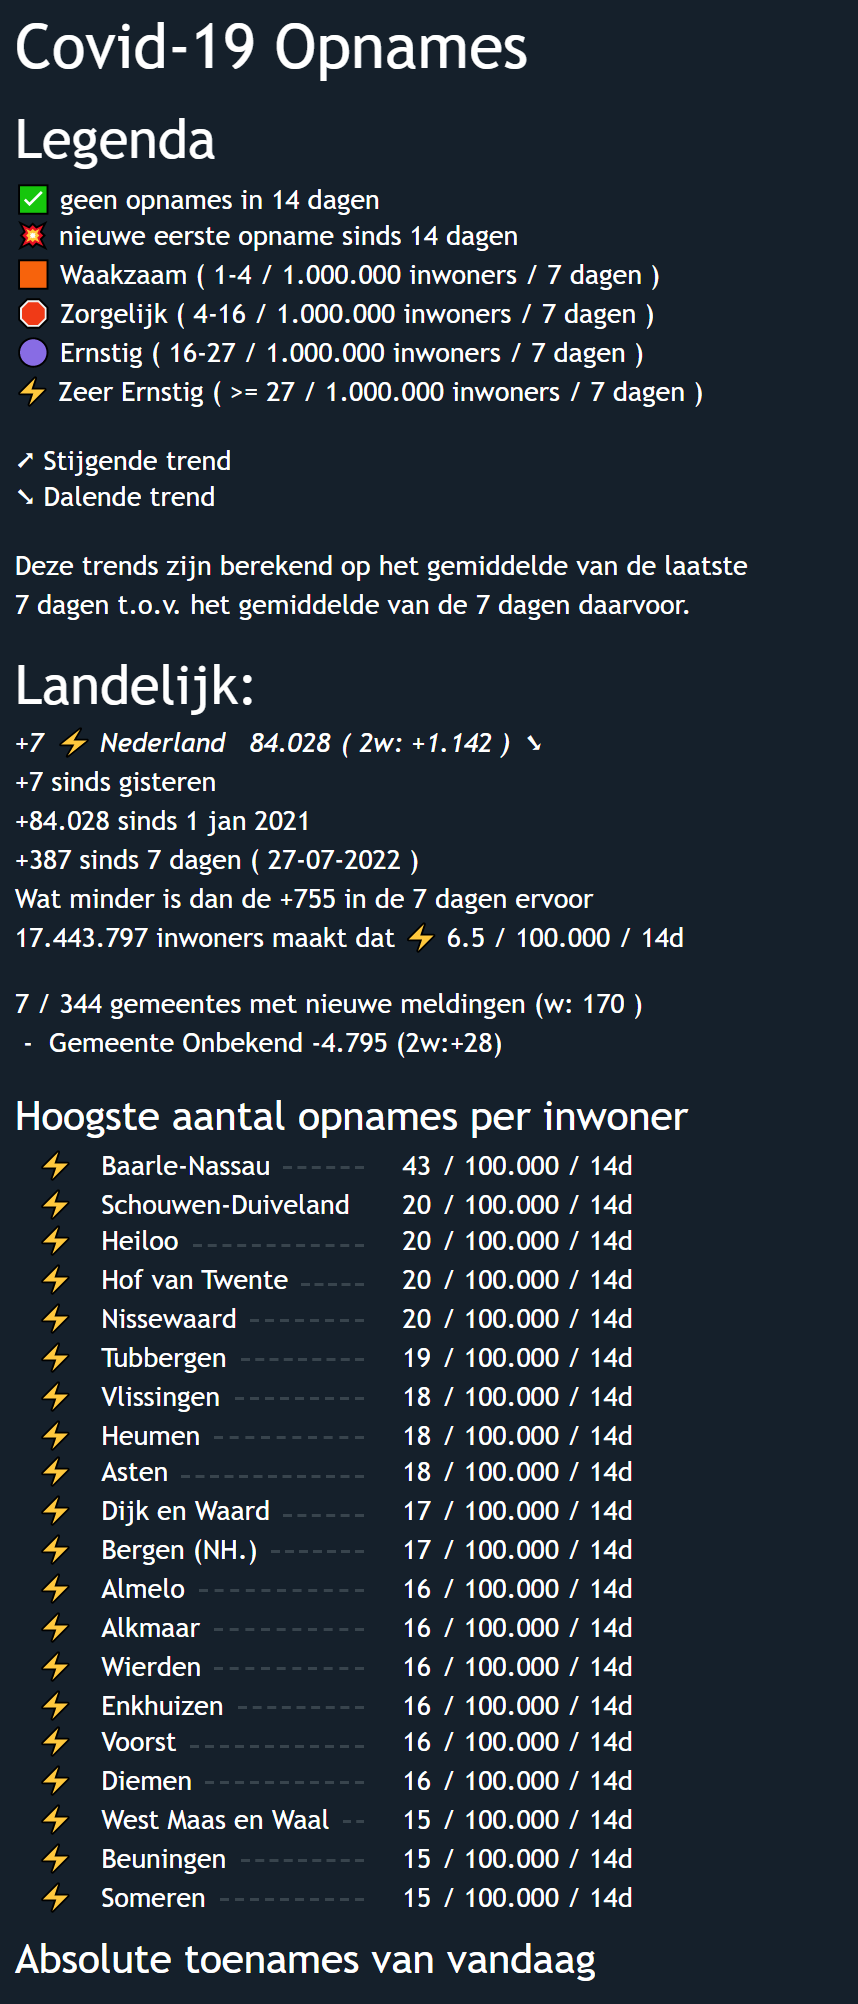 Covid-19 Opnames
Legenda
✅ geen opnames in 14 dagen
💥 nieuwe eerste opname sinds 14 dagen
🟧 Waakzaam ( 1-4 / 1.000.000 inwoners / 7 dagen )
🛑 Zorgelijk ( 4-16 / 1.000.000 inwoners / 7 dagen )
🟣 Ernstig ( 16-27 / 1.000.000 inwoners / 7 dagen )
⚡ Zeer Ernstig ( >= 27 / 1.000.000 inwoners / 7 dagen )
➚ Stijgende trend
➘ Dalende trend
Deze trends zijn berekend op het gemiddelde van de laatste
7 dagen t.o.v. het gemiddelde van de 7 dagen daarvoor.
Landelijk:
+7 ⚡ Nederland 84.028 ( 2w: +1.142 ) ➘
+7 sinds gisteren
+84.028 sinds 1 jan 2021
+387 sinds 7 dagen ( 27-07-2022 )
Wat minder is dan de +755 in de 7 dagen ervoor
17.443.797 inwoners maakt dat ⚡ 6.5 / 100.000 / 14d
7 / 344 gemeentes met nieuwe meldingen (w: 170 )
- Gemeente Onbekend -4.795 (2w:+28)
Hoogste aantal opnames per inwoner
⚡ Baarle-Nassau ------ 43 / 100.000 / 14d
⚡ Schouwen-Duiveland 20 / 100.000 / 14d
⚡ Heiloo ------------ 20 / 100.000 / 14d
⚡ Hof van Twente ----- 20 / 100.000 / 14d
⚡ Nissewaard -------- 20 / 100.000 / 14d
⚡ Tubbergen --------- 19 / 100.000 / 14d
⚡ Vlissingen --------- 18 / 100.000 / 14d
⚡ Heumen ---------- 18 / 100.000 / 14d
⚡ Asten ------------- 18 / 100.000 / 14d
⚡ Dijk en Waard ------ 17 / 100.000 / 14d
⚡ Bergen (NH.) ------- 17 / 100.000 / 14d
⚡ Almelo ----------- 16 / 100.000 / 14d
⚡ Alkmaar ---------- 16 / 100.000 / 14d
⚡ Wierden ---------- 16 / 100.000 / 14d
⚡ Enkhuizen --------- 16 / 100.000 / 14d
⚡ Voorst ------------ 16 / 100.000 / 14d
⚡ Diemen ----------- 16 / 100.000 / 14d
⚡ West Maas en Waal -- 15 / 100.000 / 14d
⚡ Beuningen --------- 15 / 100.000 / 14d
⚡ Someren ---------- 15 / 100.000 / 14d
Absolute toenames van vandaag